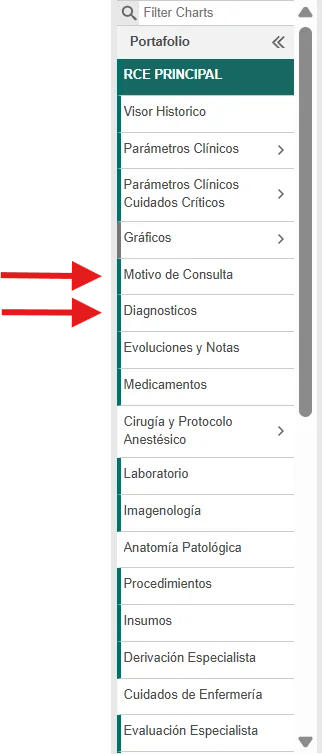 Filter Charts
Portafolio
RCE PRINCIPAL
Visor Historico
Parámetros Clínicos
Parámetros Clínicos
Cuidados Críticos
Gráficos
Motivo de Consulta
Diagnosticos
Evoluciones y Notas
Medicamentos
Cirugía y Protocolo
Anestésico
Laboratorio
Imagenología
Anatomía Patológica
Procedimientos
Insumos
Derivación Especialista
Cuidados de Enfermería
Evaluación Especialista